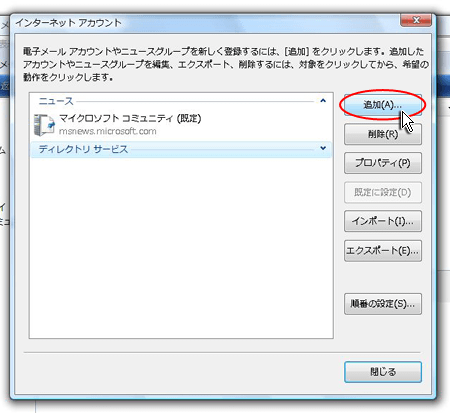 インターネット アカウント
電子メール アカウントやニュースグループを新しく登録するには、[追加] をクリックします。追加した
アカウントやニュースグループを編集、エクスポート、削除するには、対象をクリックしてから、希望の
動作をクリックします。
ニュース
マイクロソフト コミュニティ (既定)
msnews.microsoft.com
ディレクトリ サービス
追加(A)...
削除(R)
プロパティ(P)
既定に設定(D)
インポート(I)...
エクスポート(E)...
順番の設定(S)...
閉じる